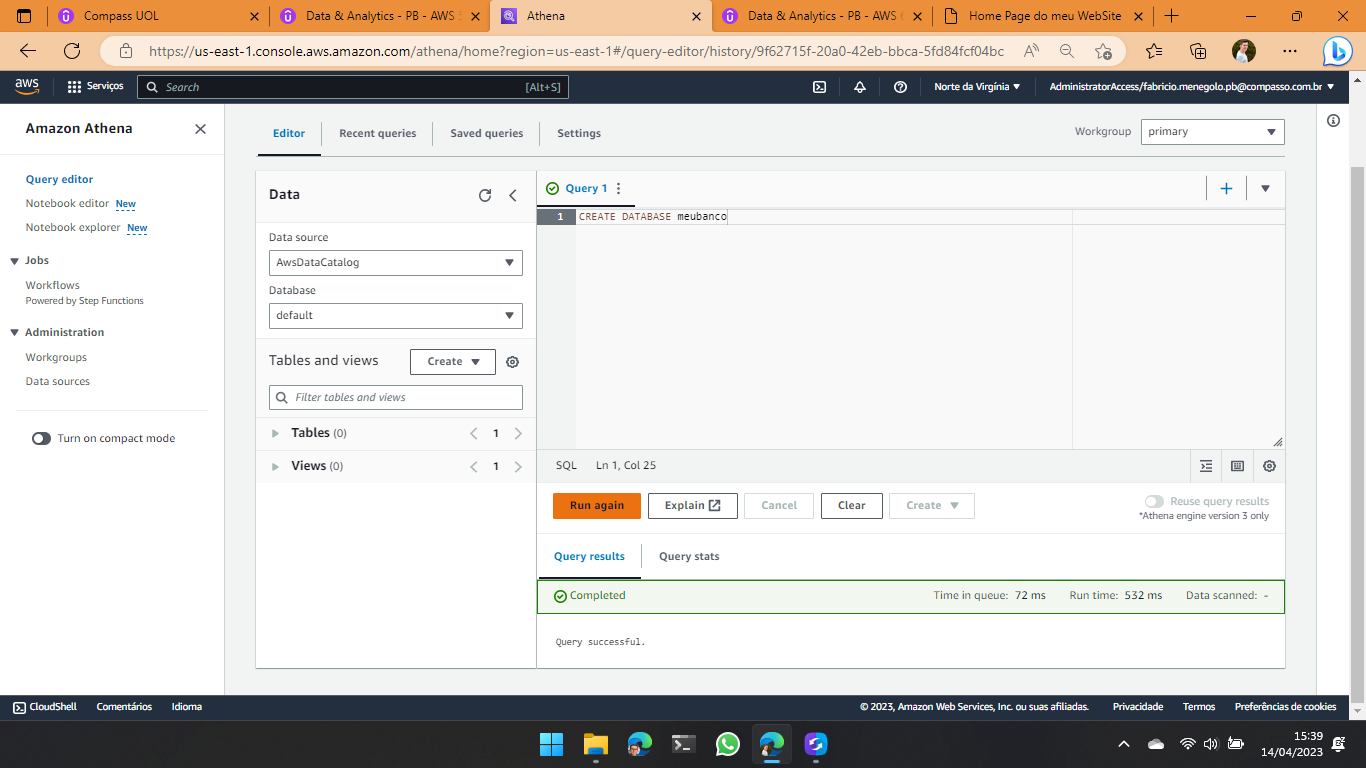 Compass UOL
Data & Analytics - PB - AWS
Athena
Data & Analytics - PB - AWS
Home Page do meu WebSite
https://us-east-1.console.aws.amazon.com/athena/home?region=us-east-1#/query-editor/history/9f62715f-20a0-42eb-bbca-5fd84fcf04bc
aws
Serviços
Search
[Alt+S]
Norte da Virgínia
AdministratorAccess/fabricio.menegolo.pb@compasso.com.br
Amazon Athena
Query editor
Notebook editor New
Notebook explorer New
Jobs
Workflows
Powered by Step Functions
Administration
Workgroups
Data sources
Turn on compact mode
Editor
Recent queries
Saved queries
Settings
Workgroup
primary
Data
Data source
AwsDataCatalog
Database
default
Tables and views
Create
Filter tables and views
Tables (0)
1
Views (0)
1
Query 1
1 CREATE DATABASE meubanco
SQL
Ln 1, Col 25
Run again
Explain
Cancel
Clear
Create
Reuse query results
*Athena engine version 3 only
Query results
Query stats
Completed
Time in queue: 72 ms
Run time: 532 ms
Data scanned: -
Query successful.
CloudShell
Comentários
Idioma
© 2023, Amazon Web Services, Inc. ou suas afiliadas.
Privacidade
Termos
Preferências de cookies
15:39
14/04/2023